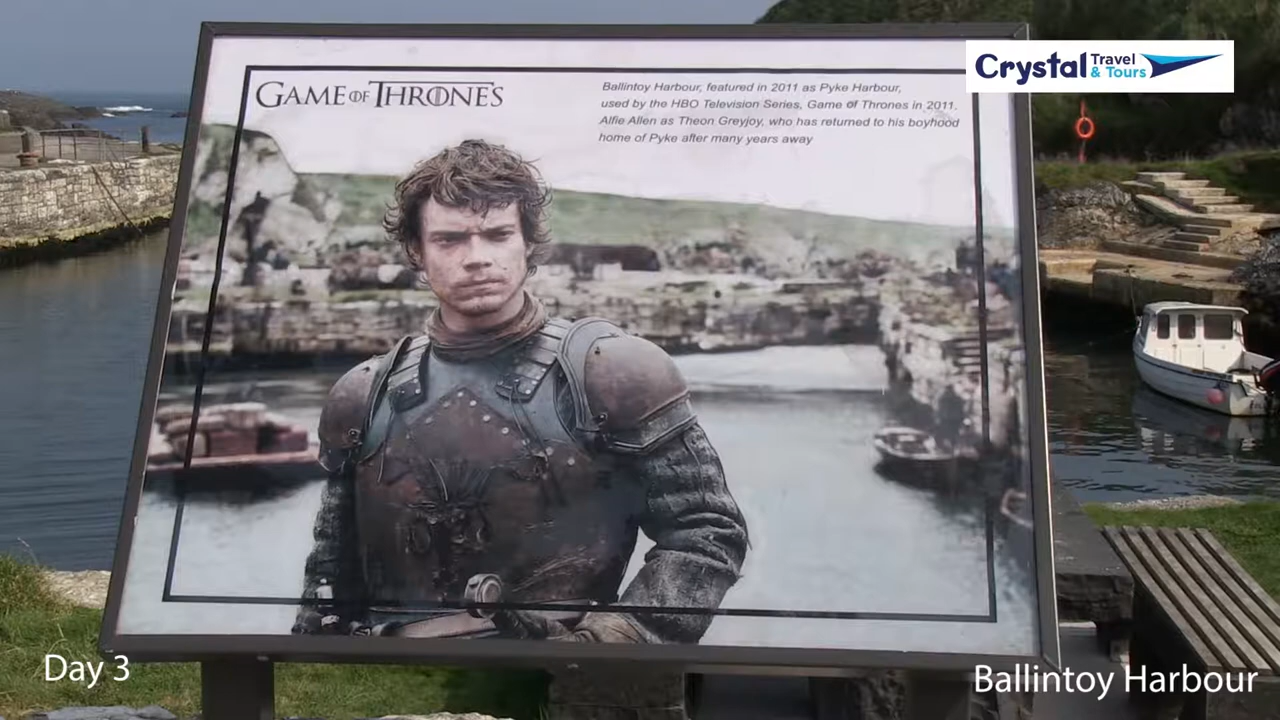 Crystal Travel & Tours
GAME OF THRONES
Ballintoy Harbour, featured in 2011 as Pyke Harbour,
used by the HBO Television Series, Game of Thrones in 2011.
Alfie Allen as Theon Greyjoy, who has returned to his boyhood
home of Pyke after many years away
Day 3
Ballintoy Harbour